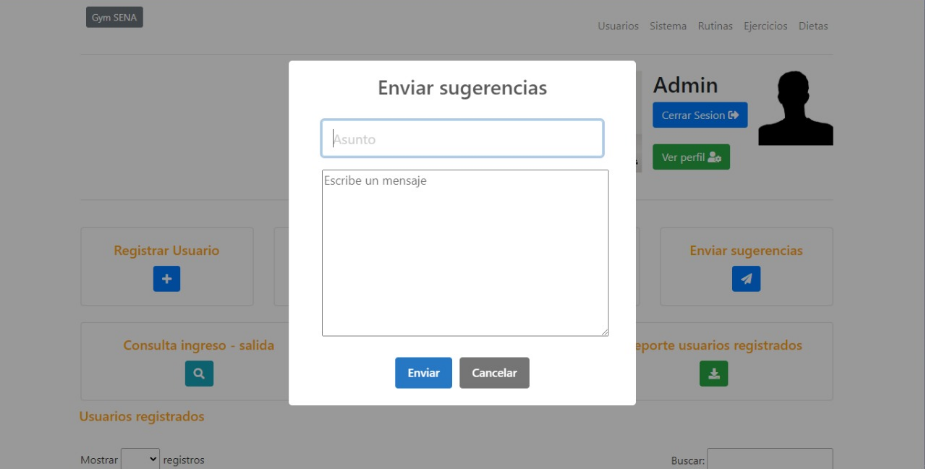 Gym SENA
Usuarios Sistema Rutinas Ejercicios Dietas
Enviar sugerencias
Asunto
Escribe un mensaje
Enviar Cancelar
Admin
Cerrar Sesion
Ver perfil
Registrar Usuario
Enviar sugerencias
Consulta ingreso - salida
usuarios registrados
Usuarios registrados
Mostrar registros
Buscar: